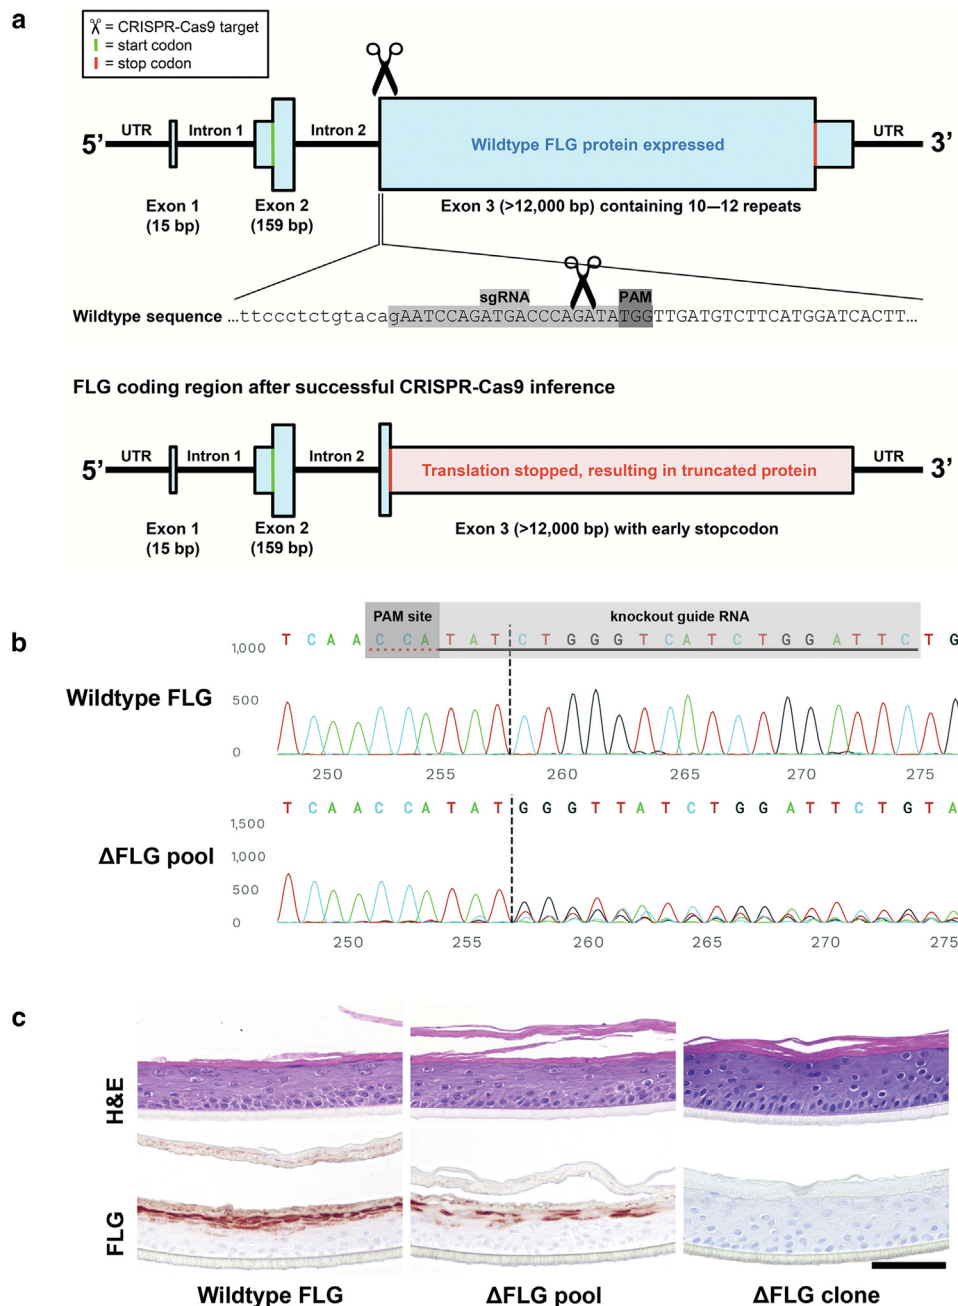 a
= CRISPR-Cas9 target
= start codon
= stop codon
5’ UTR Intron 1 Intron 2 Wildtype FLG protein expressed UTR 3’
Exon 1 (15 bp)
Exon 2 (159 bp)
Exon 3 (>12,000 bp) containing 10—12 repeats
sgRNA PAM
Wildtype sequence ...ttccctctgtacagAATCCAGATGACCCAGATATGGTTGATGTCTTCATGGATCACTT...
FLG coding region after successful CRISPR-Cas9 inference
5’ UTR Intron 1 Intron 2 Translation stopped, resulting in truncated protein UTR 3’
Exon 1 (15 bp)
Exon 2 (159 bp)
Exon 3 (>12,000 bp) with early stopcodon
b
PAM site knockout guide RNA
T C A A C C A T A T C T G G G T C A T C T G G A T T C T G
1,000
Wildtype FLG
500
0
250 255 260 265 270 275
T C A A C C A T A T G G G T T A T C T G G A T T C T G T A
1,500
1,000
ΔFLG pool
500
0
250 255 260 265 270 275
c
H&E
FLG
Wildtype FLG ΔFLG pool ΔFLG clone